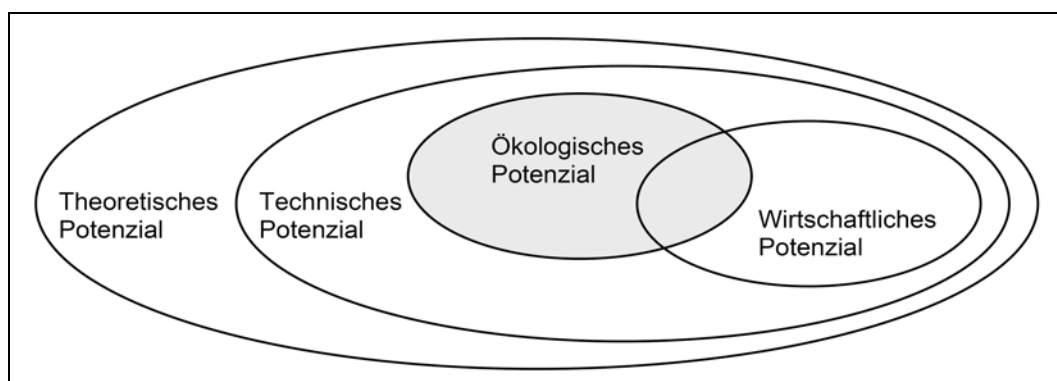 Theoretisches
Potenzial
Technisches
Potenzial
Ökologisches
Potenzial
Wirtschaftliches
Potenzial